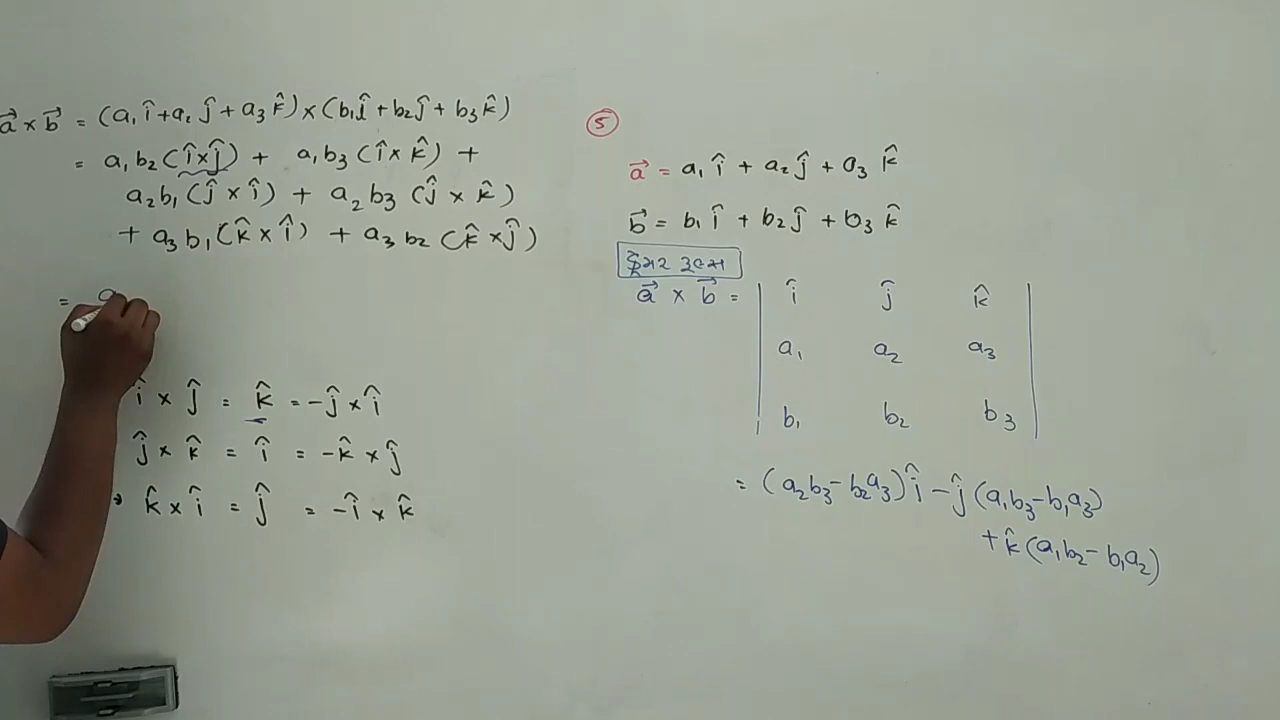 a⃗ × b⃗ = (a₁î + a₂ĵ + a₃k̂) × (b₁î + b₂ĵ + b₃k̂)
= a₁b₂(î × ĵ) + a₁b₃(î × k̂) +
a₂b₁(ĵ × î) + a₂b₃(ĵ × k̂)
+ a₃b₁(k̂ × î) + a₃b₂(k̂ × ĵ)
= a
î × ĵ = k̂ = -ĵ × î
ĵ × k̂ = î = -k̂ × ĵ
k̂ × î = ĵ = -î × k̂
5
a⃗ = a₁î + a₂ĵ + a₃k̂
b⃗ = b₁î + b₂ĵ + b₃k̂
a⃗ × b⃗ = | î ĵ k̂ |
a₁ a₂ a₃
b₁ b₂ b₃
= (a₂b₃ - b₂a₃)î - ĵ(a₁b₃ - b₁a₃)
+ k̂(a₁b₂ - b₁a₂)